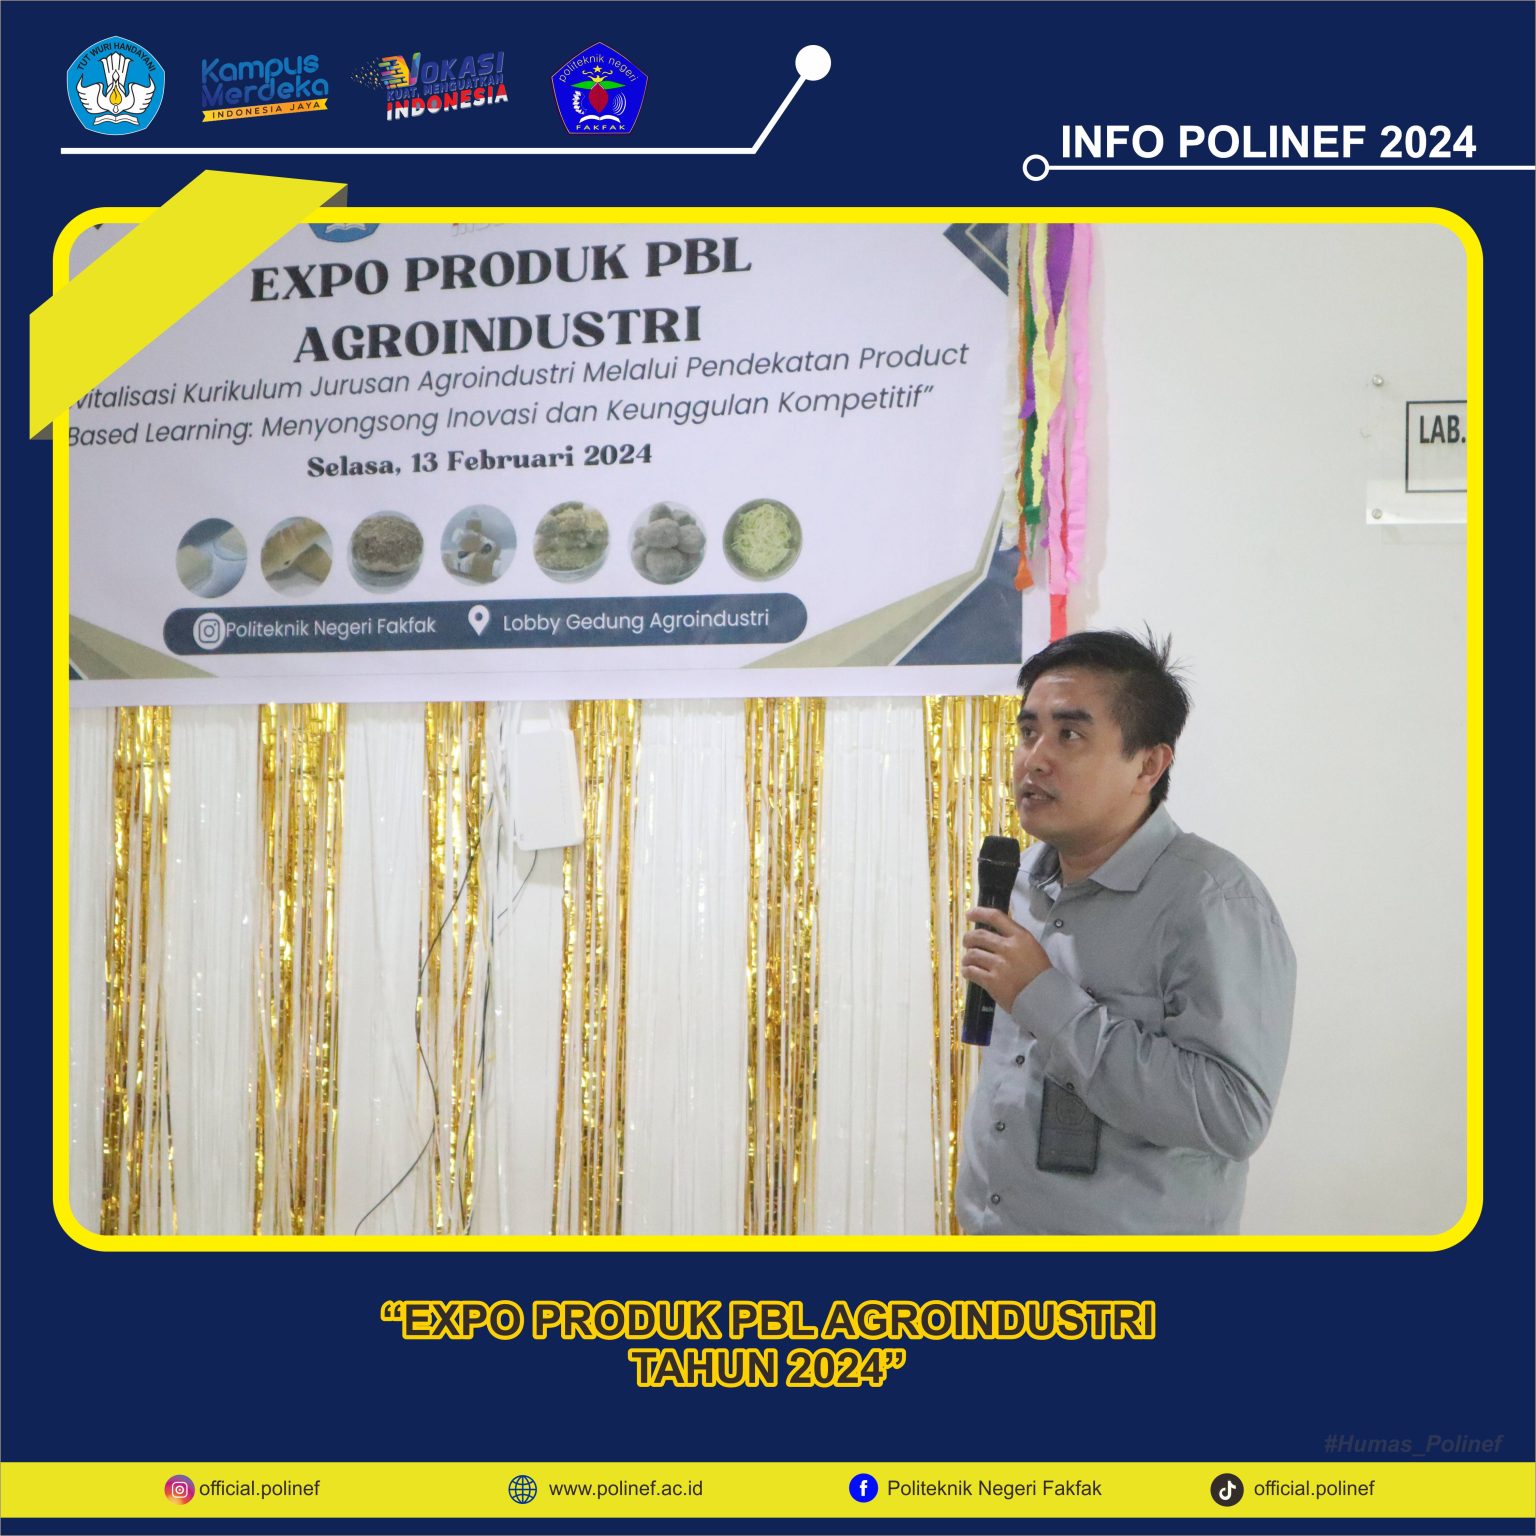 TUT WURI HANDAYANI
Kampus
Merdeka
INDONESIA JAYA
VOKASI
KUAT, MENGUATKAN
INDONESIA
politeknik negeri
FAKFAK
INFO POLINEF 2024
EXPO PRODUK PBL
AGROINDUSTRI
Kurikulum Jurusan Agroindustri Melalui Pendekatan Product
Based Learning: Menyongsong Inovasi dan Keunggulan Kompetitif”
Selasa, 13 Februari 2024
Politeknik Negeri Fakfak
Lobby Gedung Agroindustri
LAB.
“EXPO PRODUK PBL AGROINDUSTRI
TAHUN 2024”
#Humas_Polinef
official.polinef
www.polinef.ac.id
Politeknik Negeri Fakfak
official.polinef